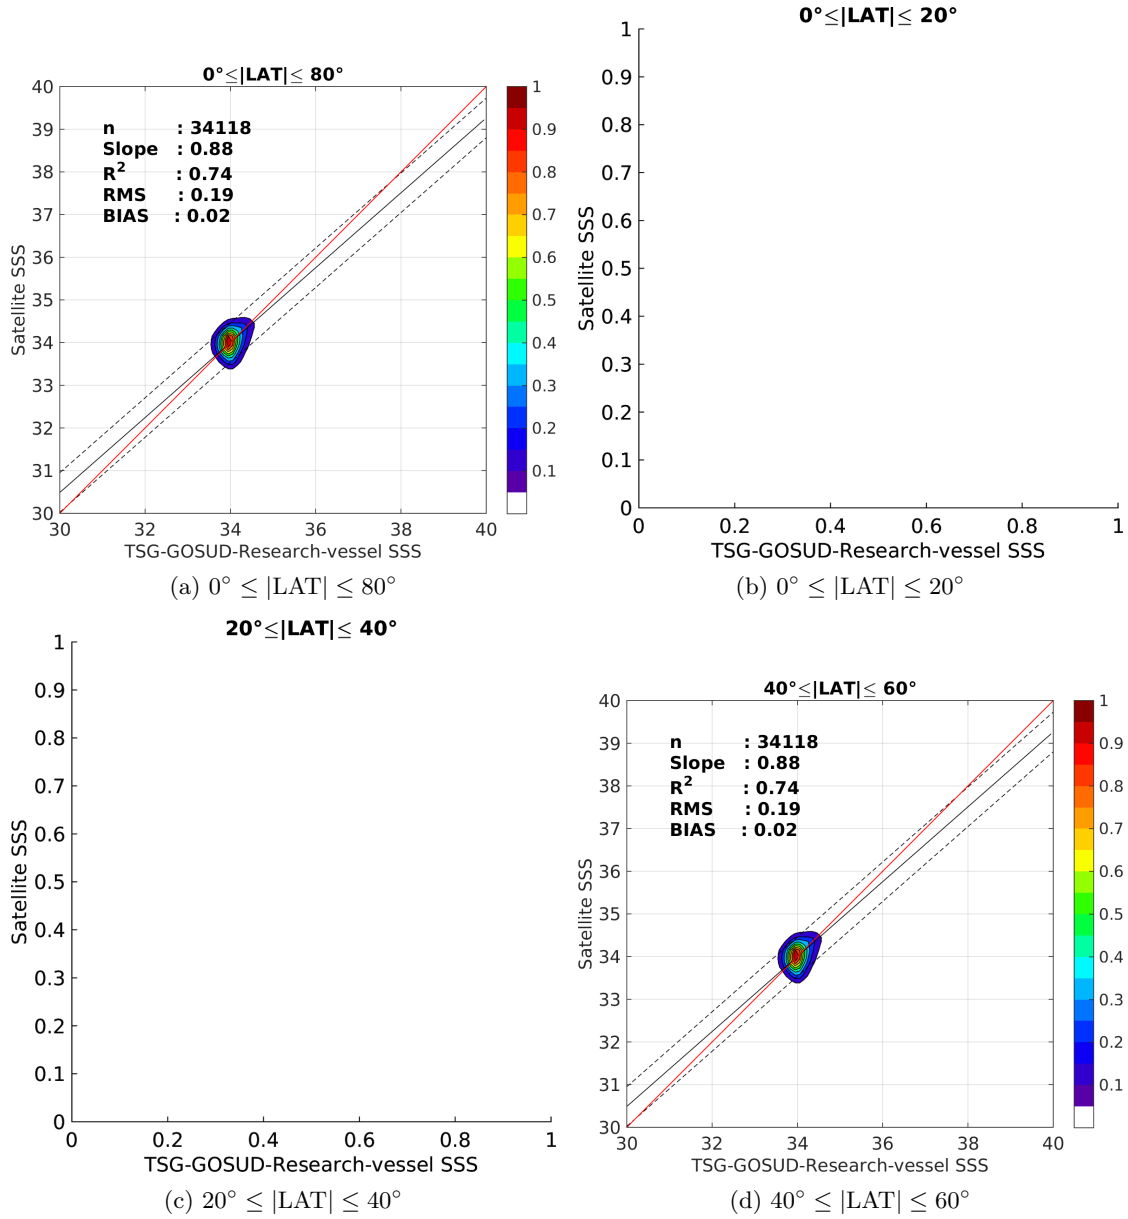 0°≤|LAT|≤ 80°
40
39
38
37
36
35
34
33
32
31
30
n : 34118
Slope : 0.88
R² : 0.74
RMS : 0.19
BIAS : 0.02
1
0.9
0.8
0.7
0.6
0.5
0.4
0.3
0.2
0.1
30 32 34 36 38 40
Satellite SSS
TSG-GOSUD-Research-vessel SSS
(a) 0° ≤ |LAT| ≤ 80°
0°≤|LAT|≤ 20°
1
0.9
0.8
0.7
0.6
0.5
0.4
0.3
0.2
0.1
0
0 0.2 0.4 0.6 0.8 1
Satellite SSS
TSG-GOSUD-Research-vessel SSS
(b) 0° ≤ |LAT| ≤ 20°
20°≤|LAT|≤ 40°
1
0.9
0.8
0.7
0.6
0.5
0.4
0.3
0.2
0.1
0
0 0.2 0.4 0.6 0.8 1
Satellite SSS
TSG-GOSUD-Research-vessel SSS
(c) 20° ≤ |LAT| ≤ 40°
40°≤|LAT|≤ 60°
40
39
38
37
36
35
34
33
32
31
30
n : 34118
Slope : 0.88
R² : 0.74
RMS : 0.19
BIAS : 0.02
1
0.9
0.8
0.7
0.6
0.5
0.4
0.3
0.2
0.1
30 32 34 36 38 40
Satellite SSS
TSG-GOSUD-Research-vessel SSS
(d) 40° ≤ |LAT| ≤ 60°